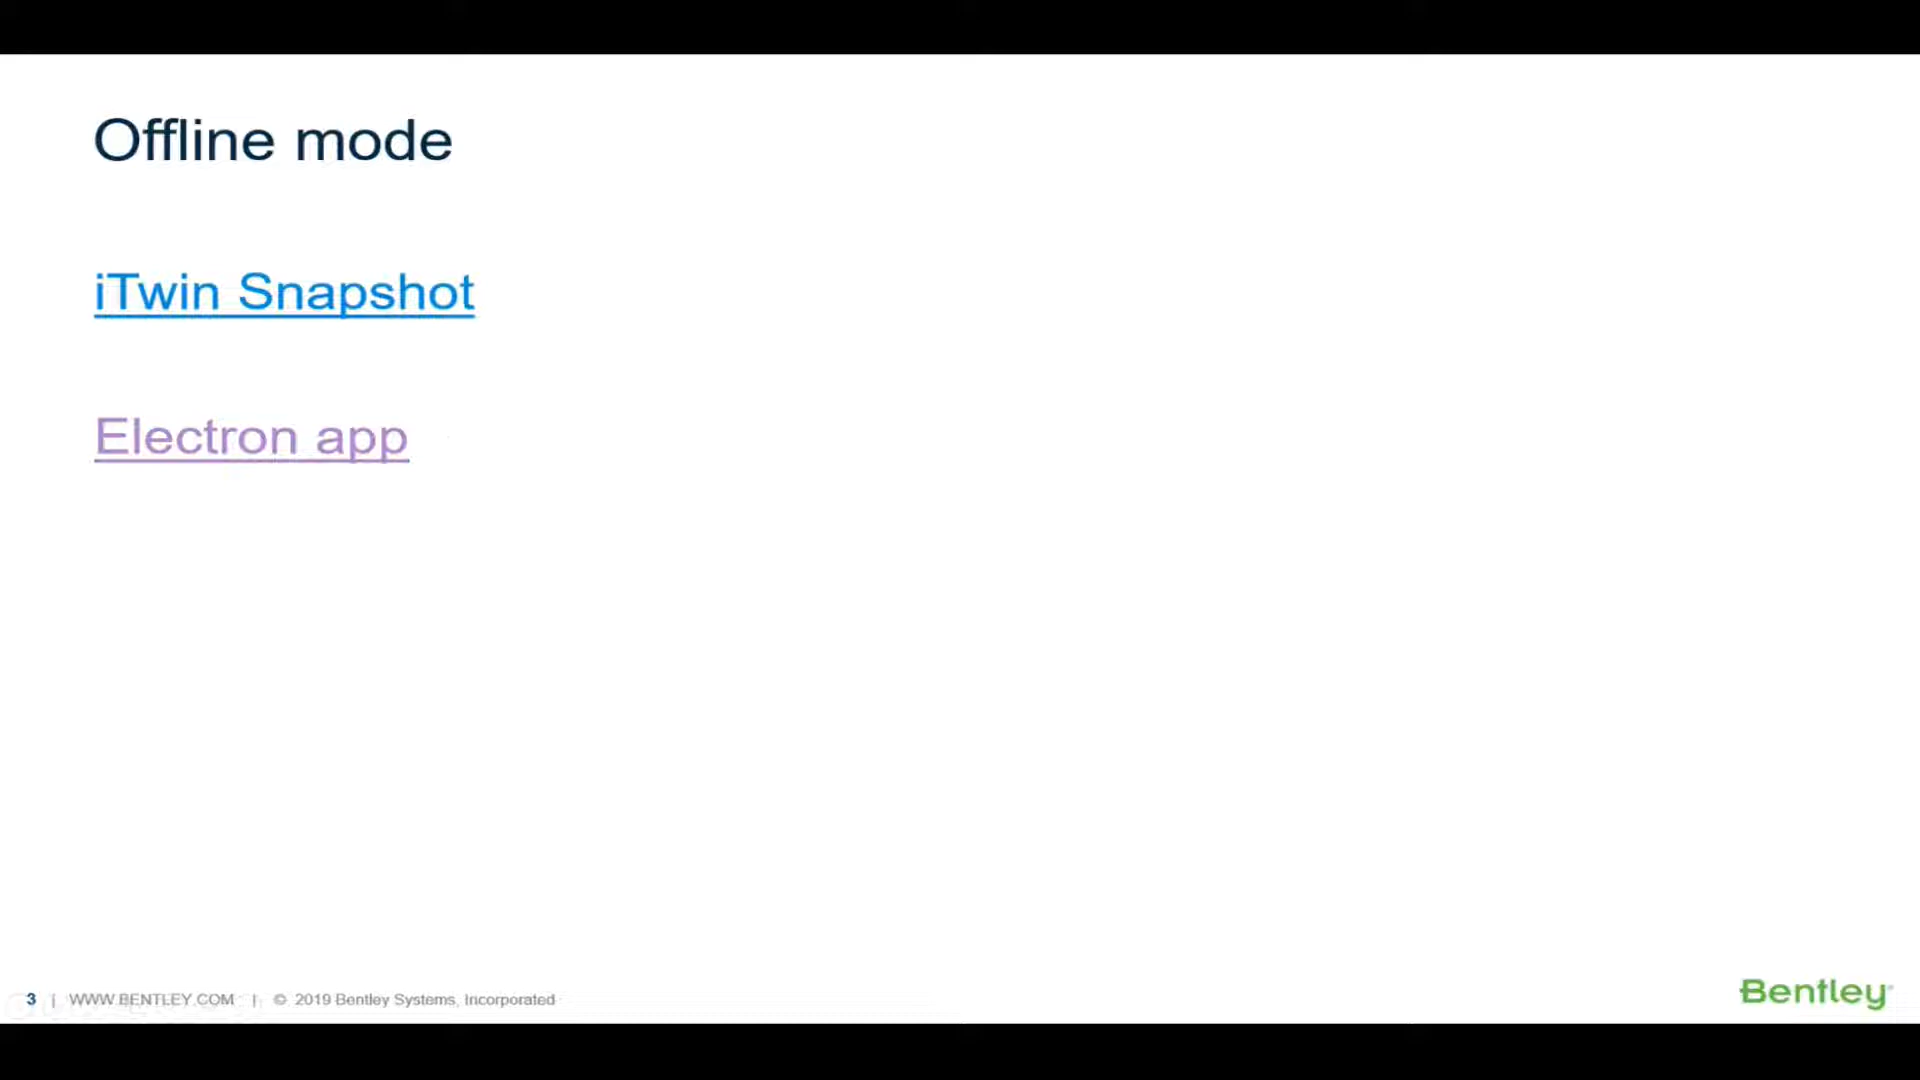 Offline mode
iTwin Snapshot
Electron app
3 | WWW.BENTLEY.COM | © 2019 Bentley Systems, Incorporated
Bentley